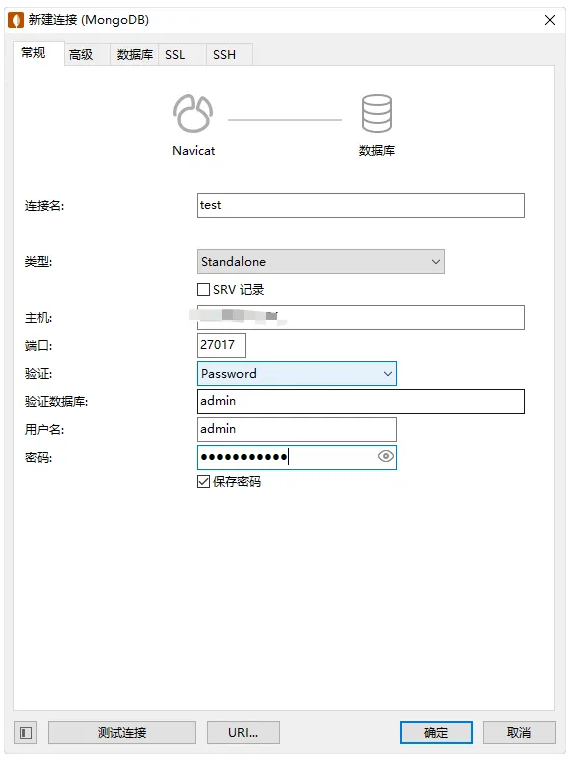 新建连接 (MongoDB)
常规 高级 数据库 SSL SSH
Navicat 数据库
连接名: test
类型: Standalone
SRV 记录
主机:
端口: 27017
验证: Password
验证数据库: admin
用户名: admin
密码: ●●●●●●●●●●●
保存密码
测试连接 URI... 确定 取消